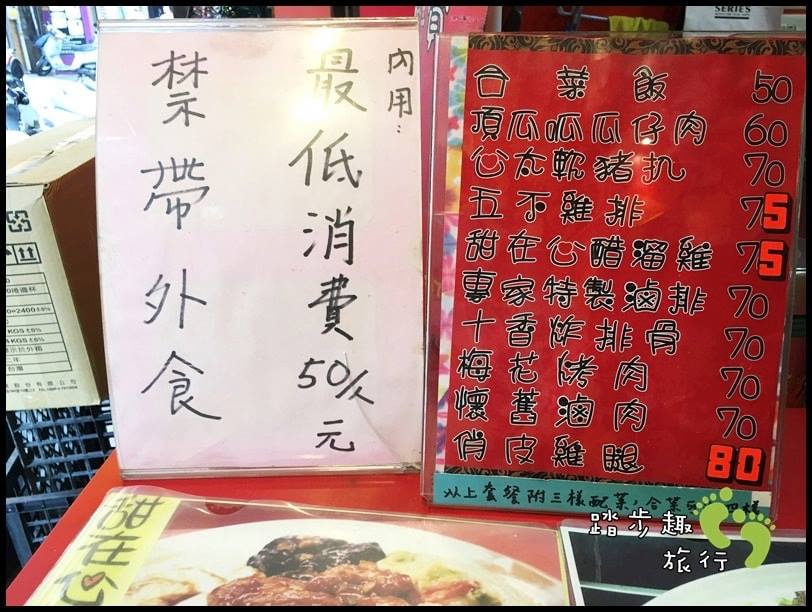 內用:
最低消費50/人元
禁帶外食
SERIES
合菜飯 50
頂瓜呱瓜仔肉 60
公太軟豬扒 70
五不雞排 75
甜在心醋溜雞 75
專家特製滷排 70
十香炸排骨 70
梅花烤肉 70
懷舊滷肉 70
俏皮雞腿 80
以上套餐附三樣配菜,合菜
甜在心
踏步趣
旅行